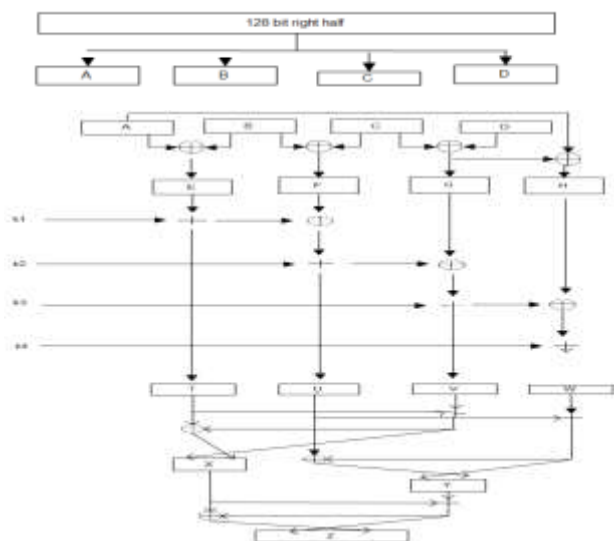 128 bit right half
A B C D
A B C D
E F G H
k1
k2
k3
k4
T U V W
X Y
Z